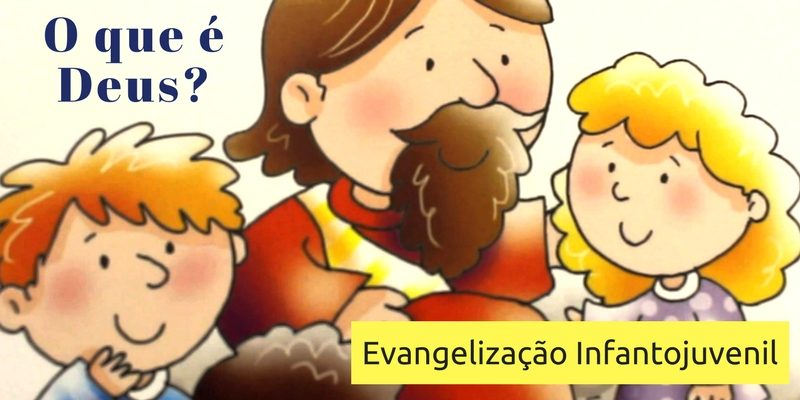 O que é
Deus?
Evangelização Infantojuvenil